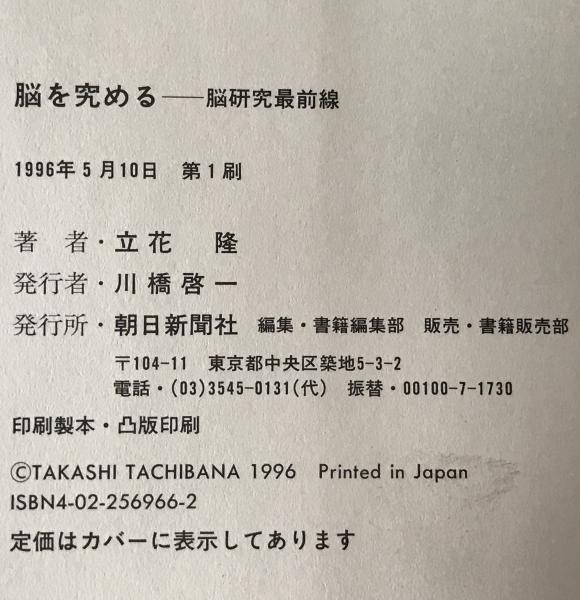 脳を究める──脳研究最前線
1996年5月10日　第1刷
著　者・立花　隆
発行者・川橋啓一
発行所・朝日新聞社　編集・書籍編集部　販売・書籍販売部
〒104-11　東京都中央区築地5-3-2
電話・(03)3545-0131(代)　振替・00100-7-1730
印刷製本・凸版印刷
©TAKASHI TACHIBANA 1996　Printed in Japan
ISBN4-02-256966-2
定価はカバーに表示してあります